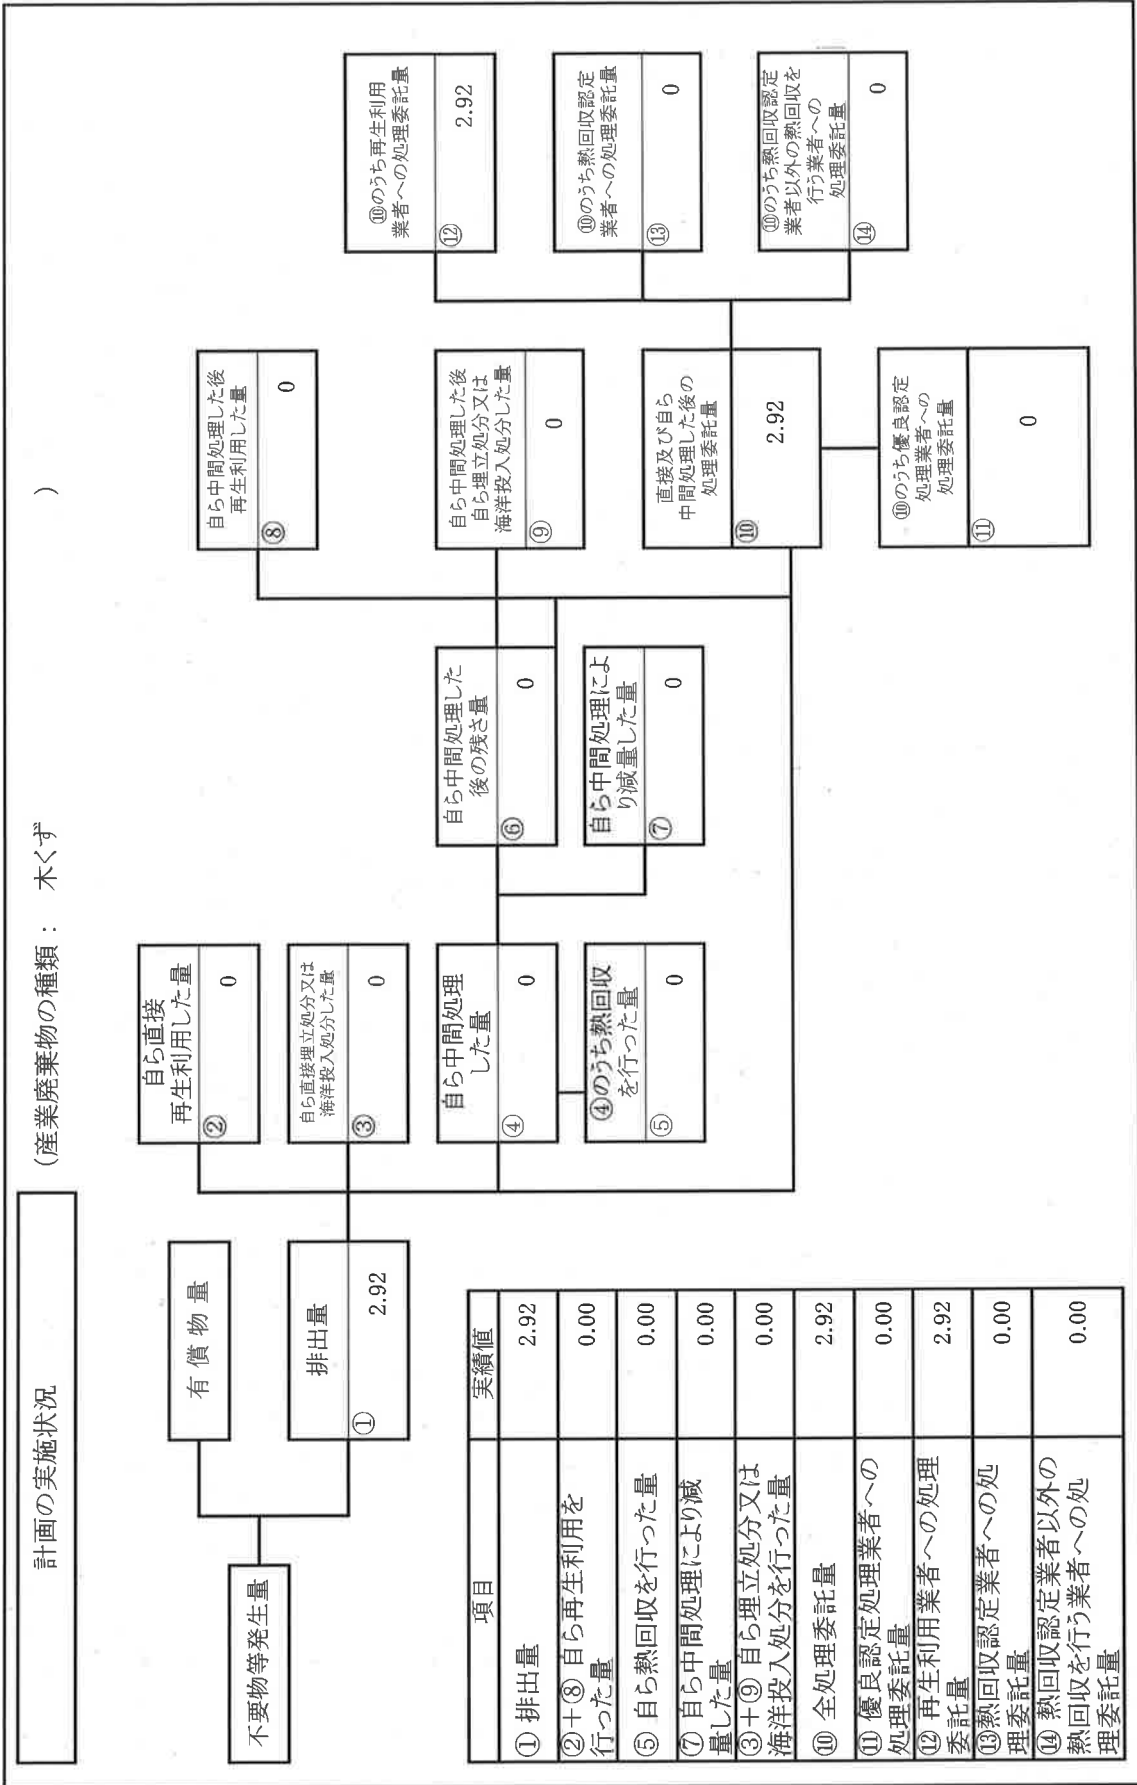 計画の実施状況
(産業廃棄物の種類： 木くず )
不要物等発生量
有 償 物 量
排出量
① 2.92
自ら直接
再生利用した量
② 0
自ら直接埋立処分又は
海洋投入処分した量
③ 0
自ら中間処理
した量
④ 0
④のうち熱回収
を行った量
⑤ 0
自ら中間処理した
後の残さ量
⑥ 0
自ら中間処理によ
り減量した量
⑦ 0
自ら中間処理した後
再生利用した量
⑧ 0
自ら中間処理した後
自ら埋立処分又は
海洋投入処分した量
⑨ 0
直接及び自ら
中間処理した後の
処理委託量
⑩ 2.92
⑩のうち優良認定
処理業者への
処理委託量
⑪ 0
⑩のうち再生利用
業者への処理委託量
⑫ 2.92
⑩のうち熱回収認定
業者への処理委託量
⑬ 0
⑩のうち熱回収認定
業者以外の熱回収を
行う業者への
処理委託量
⑭ 0
項目 実績値
① 排出量 2.92
②＋⑧ 自ら再生利用を
行った量 0.00
⑤ 自ら熱回収を行った量 0.00
⑦ 自ら中間処理により減
量した量 0.00
③＋⑨ 自ら埋立処分又は
海洋投入処分を行った量 0.00
⑩ 全処理委託量 2.92
⑪ 優良認定処理業者への
処理委託量 0.00
⑫ 再生利用業者への処理
委託量 2.92
⑬熱回収認定業者への処
理委託量 0.00
⑭ 熱回収認定業者以外の
熱回収を行う業者への処
理委託量 0.00